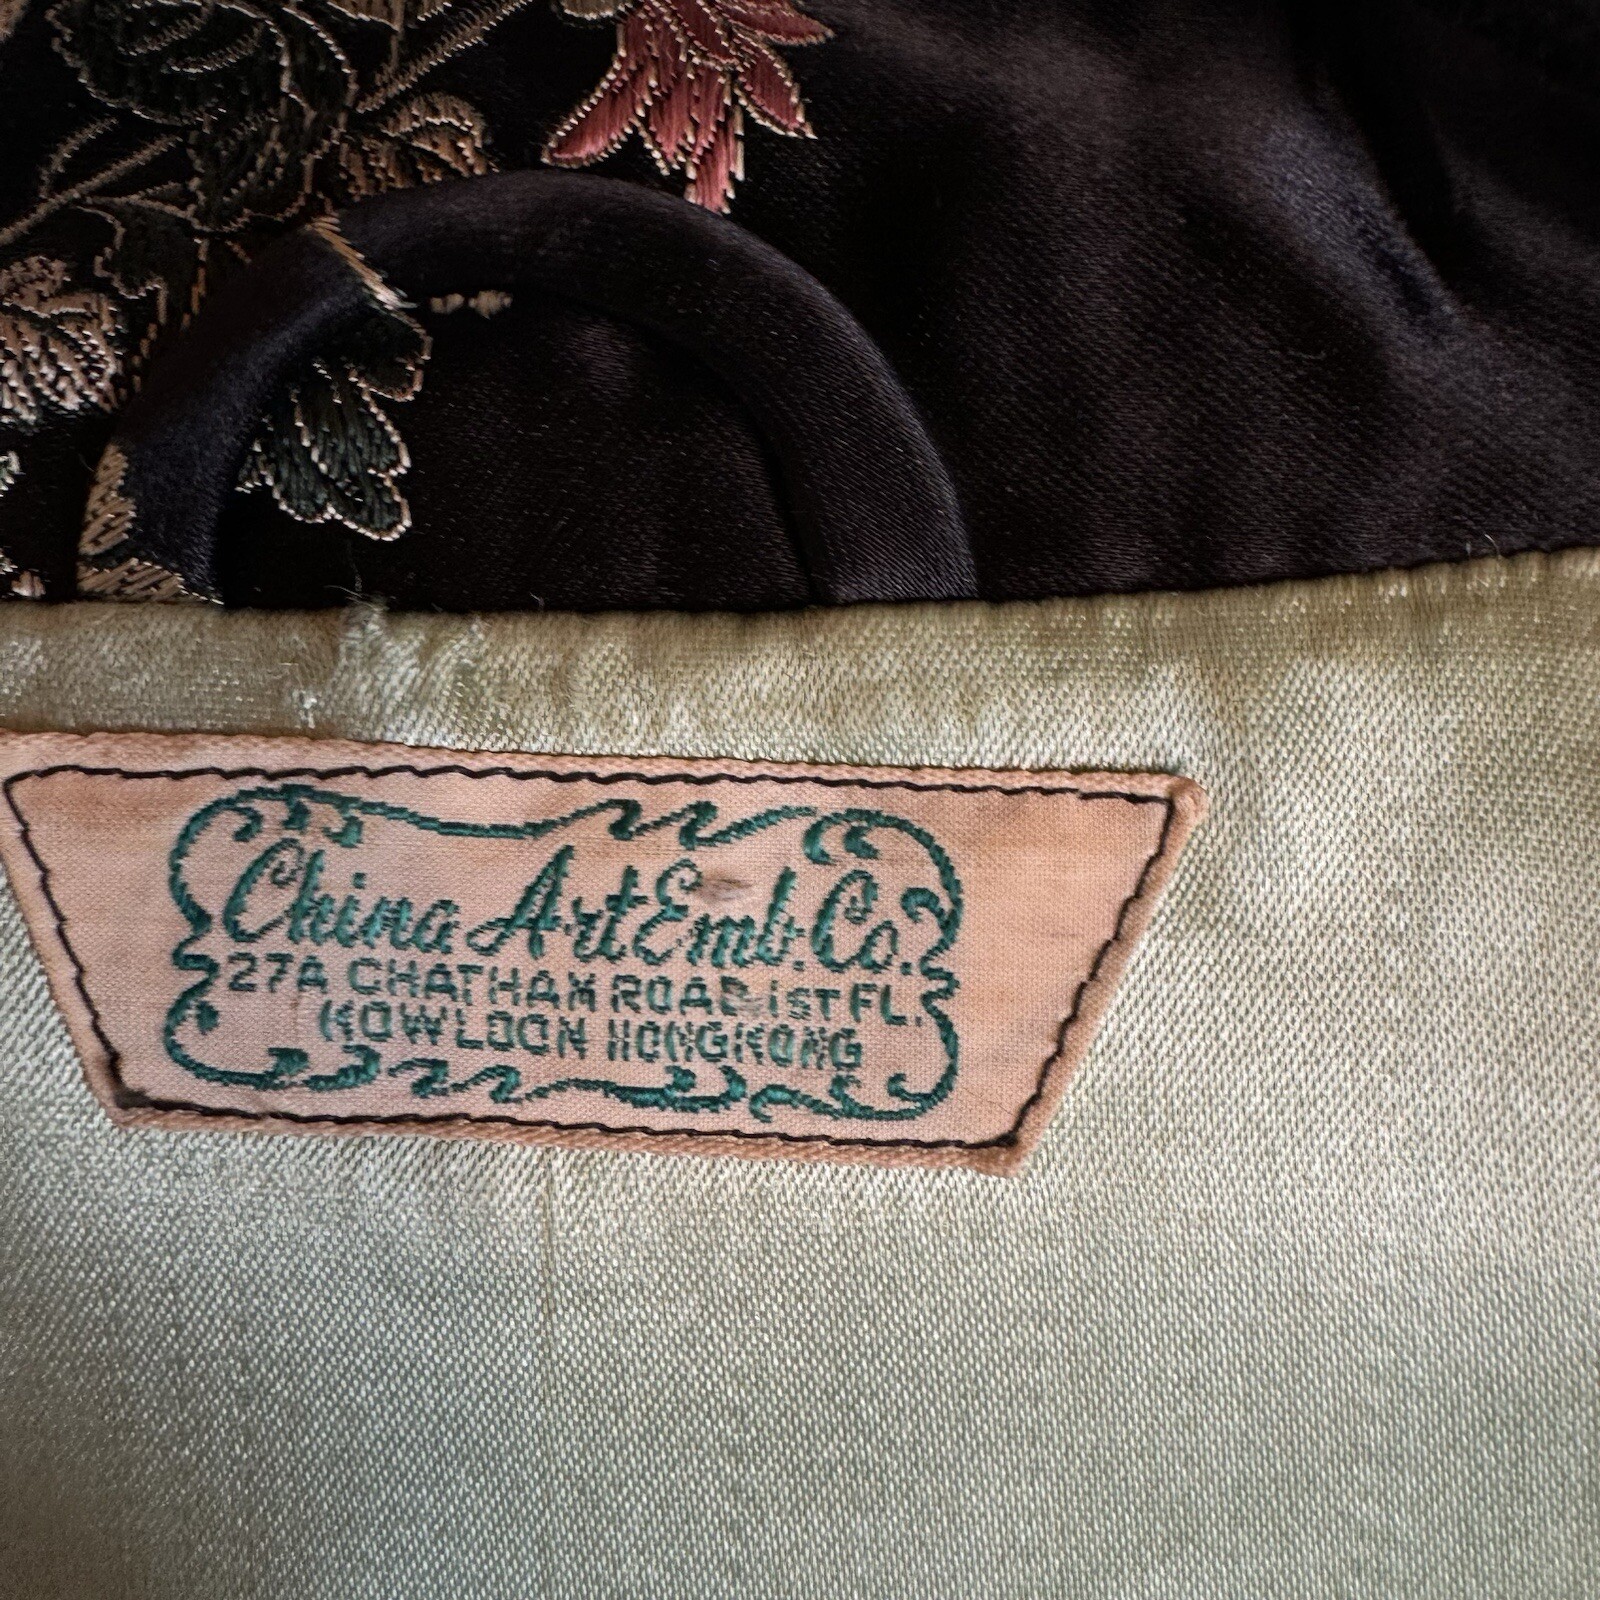 China Art Emb. Co.
27A CHATHAM ROAD 1ST FL.
KOWLOON HONGKONG